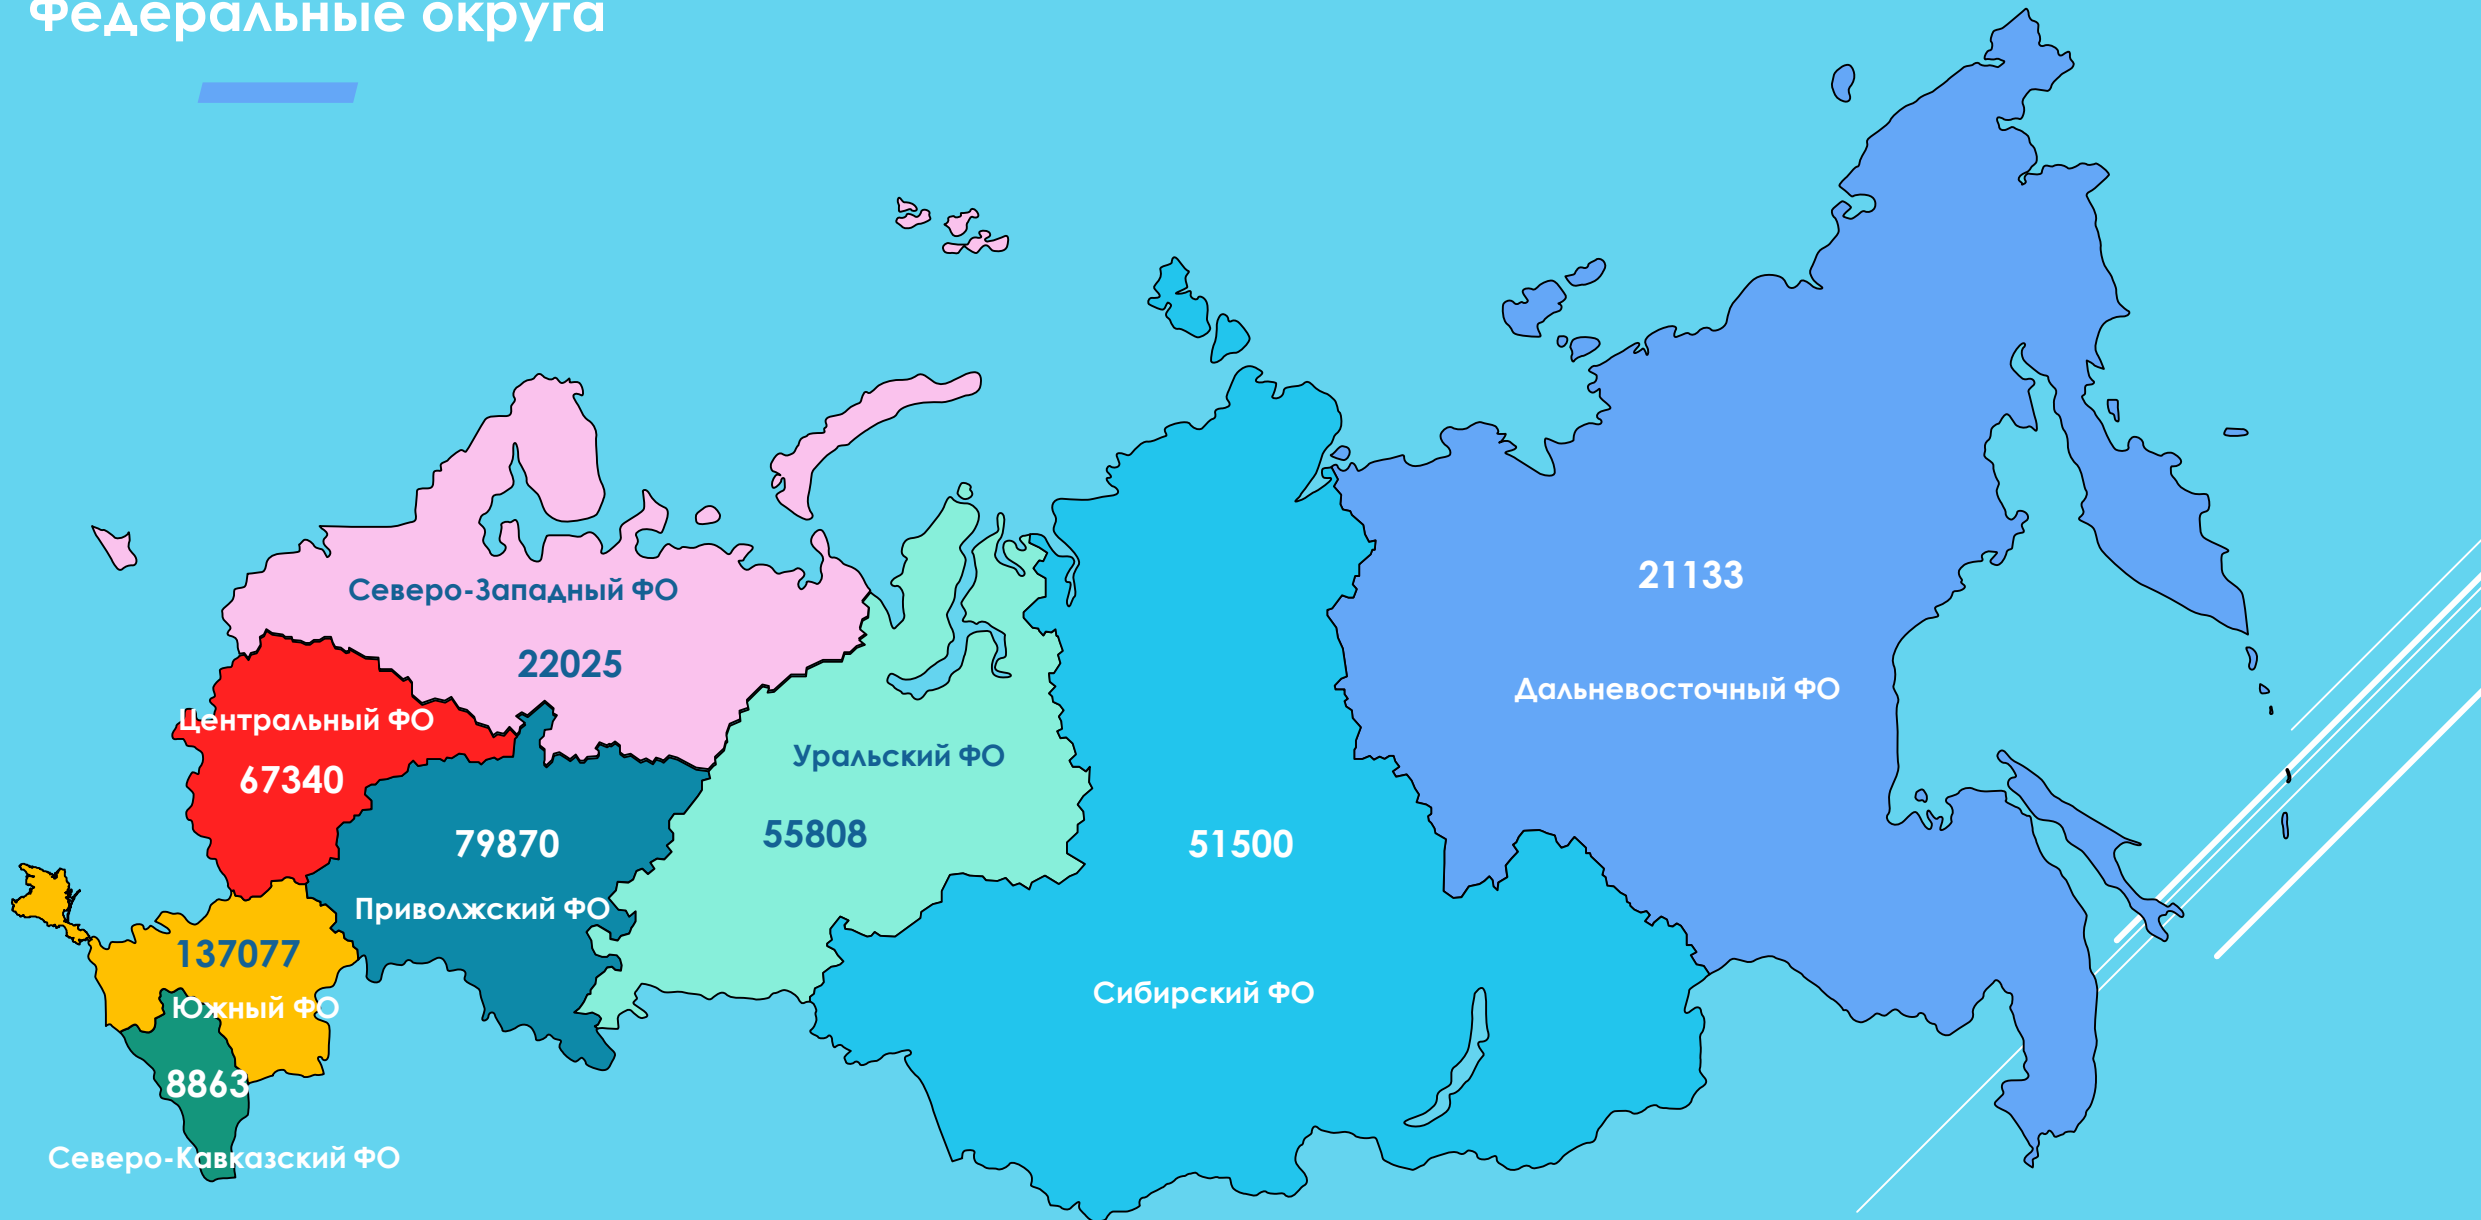 Федеральные округа
21133
Северо-Западный ФО
22025
Дальневосточный ФО
Центральный ФО
67340
Уральский ФО
55808
79870
51500
Приволжский ФО
137077
Сибирский ФО
Южный ФО
8863
Северо-Кавказский ФО